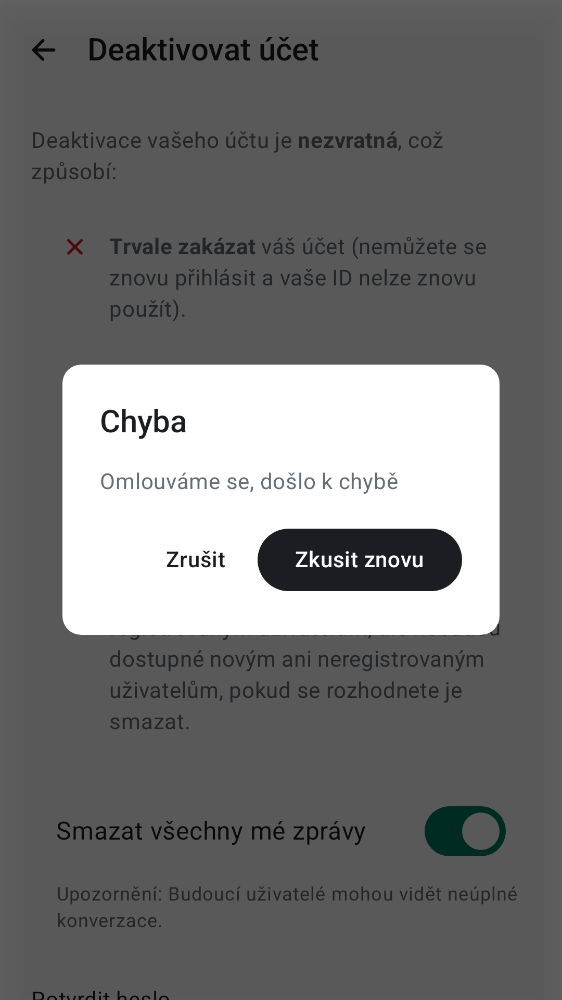 Deaktivovat účet
Deaktivace vašeho účtu je nezvratná, což
způsobí:
Trvale zakázat váš účet (nemůžete se
znovu přihlásit a vaše ID nelze znovu
použít).
Chyba
Omlouváme se, došlo k chybě
Zrušit
Zkusit znovu
dostupné novým ani neregistrovaným
uživatelům, pokud se rozhodnete je
smazat.
Smazat všechny mé zprávy
Upozornění: Budoucí uživatelé mohou vidět neúplné
konverzace.
Potvrdit heslo